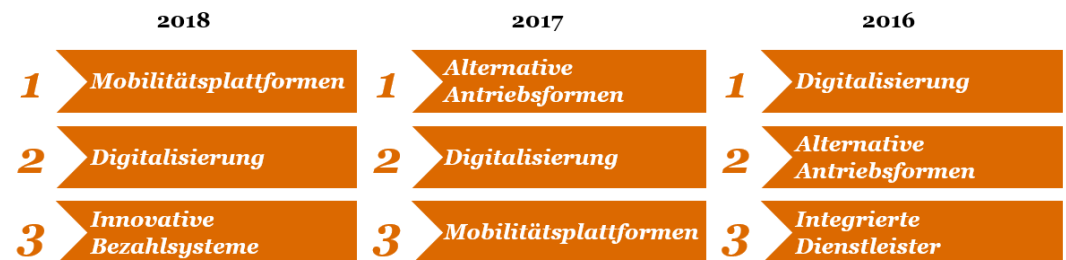 2018
1 Mobilitätsplattformen
2 Digitalisierung
3 Innovative
Bezahlsysteme
2017
1 Alternative
Antriebsformen
2 Digitalisierung
3 Mobilitätsplattformen
2016
1 Digitalisierung
2 Alternative
Antriebsformen
3 Integrierte
Dienstleister